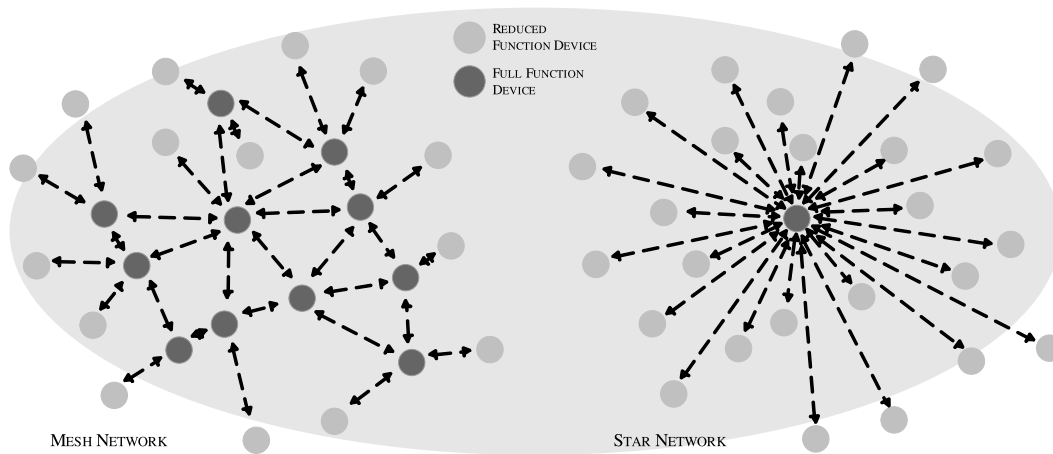 REDUCED
FUNCTION DEVICE
FULL FUNCTION
DEVICE
MESH NETWORK
STAR NETWORK